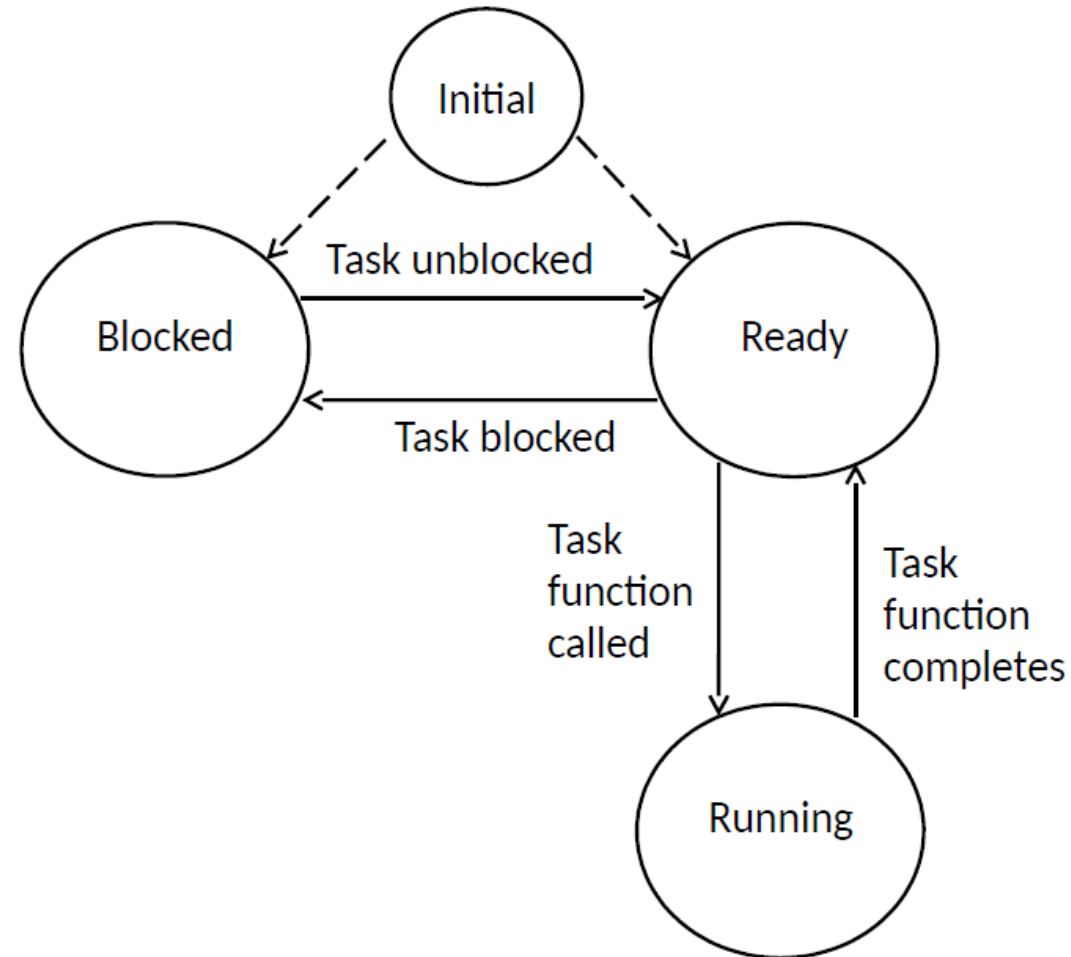 Initial
Task unblocked
Blocked
Ready
Task blocked
Task
function
called
Task
function
completes
Running